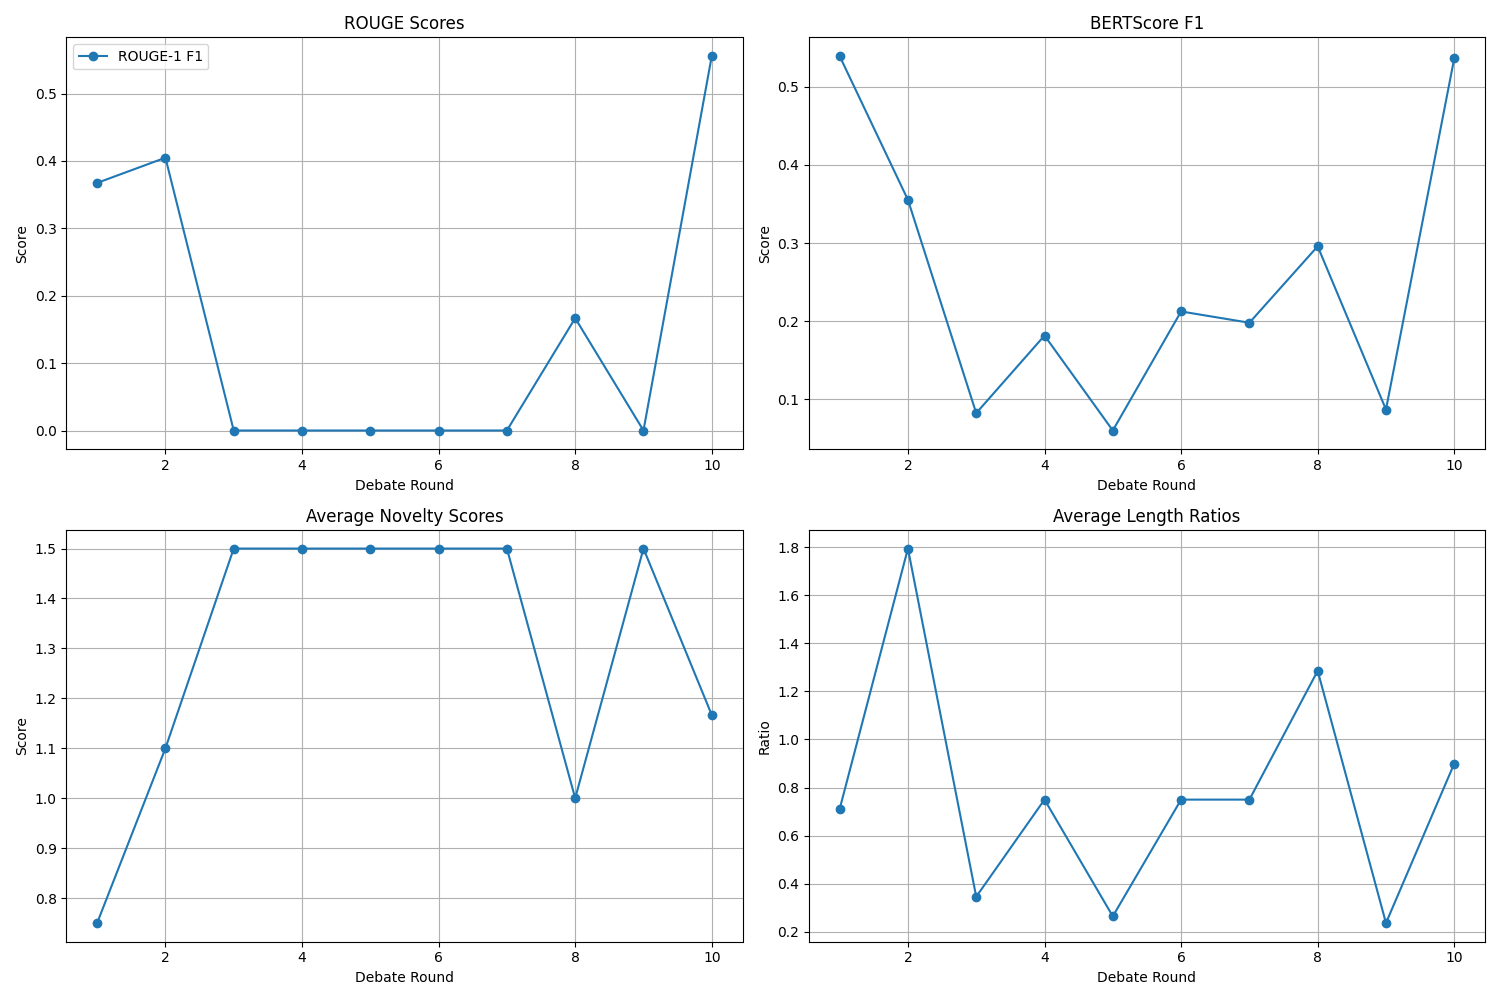 ROUGE Scores
ROUGE-1 F1
0.5
0.4
0.3
0.2
0.1
0.0
Score
2 4 6 8 10
Debate Round
BERTScore F1
0.5
0.4
0.3
0.2
0.1
Score
2 4 6 8 10
Debate Round
Average Novelty Scores
1.5
1.4
1.3
1.2
1.1
1.0
0.9
0.8
Score
2 4 6 8 10
Debate Round
Average Length Ratios
1.8
1.6
1.4
1.2
1.0
0.8
0.6
0.4
0.2
Ratio
2 4 6 8 10
Debate Round